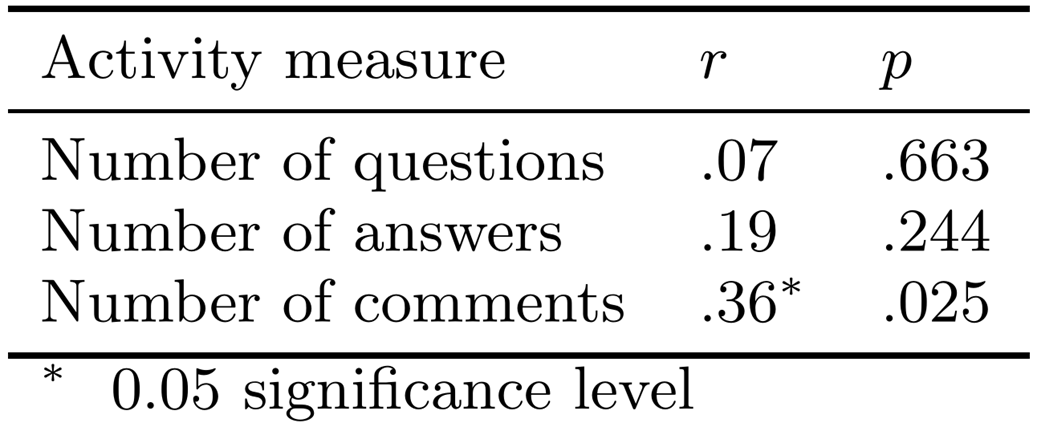 Activity measure r p
Number of questions .07 .663
Number of answers .19 .244
Number of comments .36* .025
* 0.05 significance level